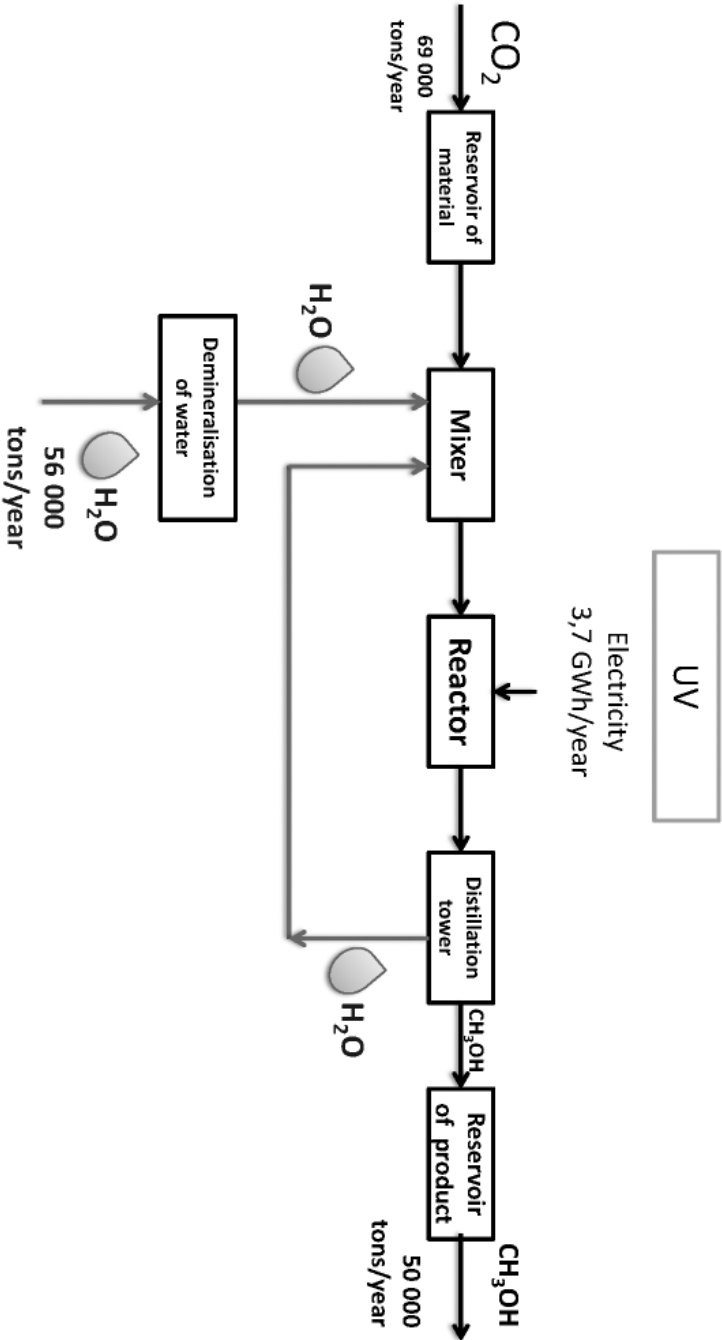 UV
Electricity
3,7 GWh/year
CO₂
69 000
tons/year
Reservoir of
material
Mixer
Reactor
Distillation
tower
CH₃OH
Reservoir
of product
CH₃OH
50 000
tons/year
H₂O
H₂O
Demineralisation
of water
H₂O
56 000
tons/year